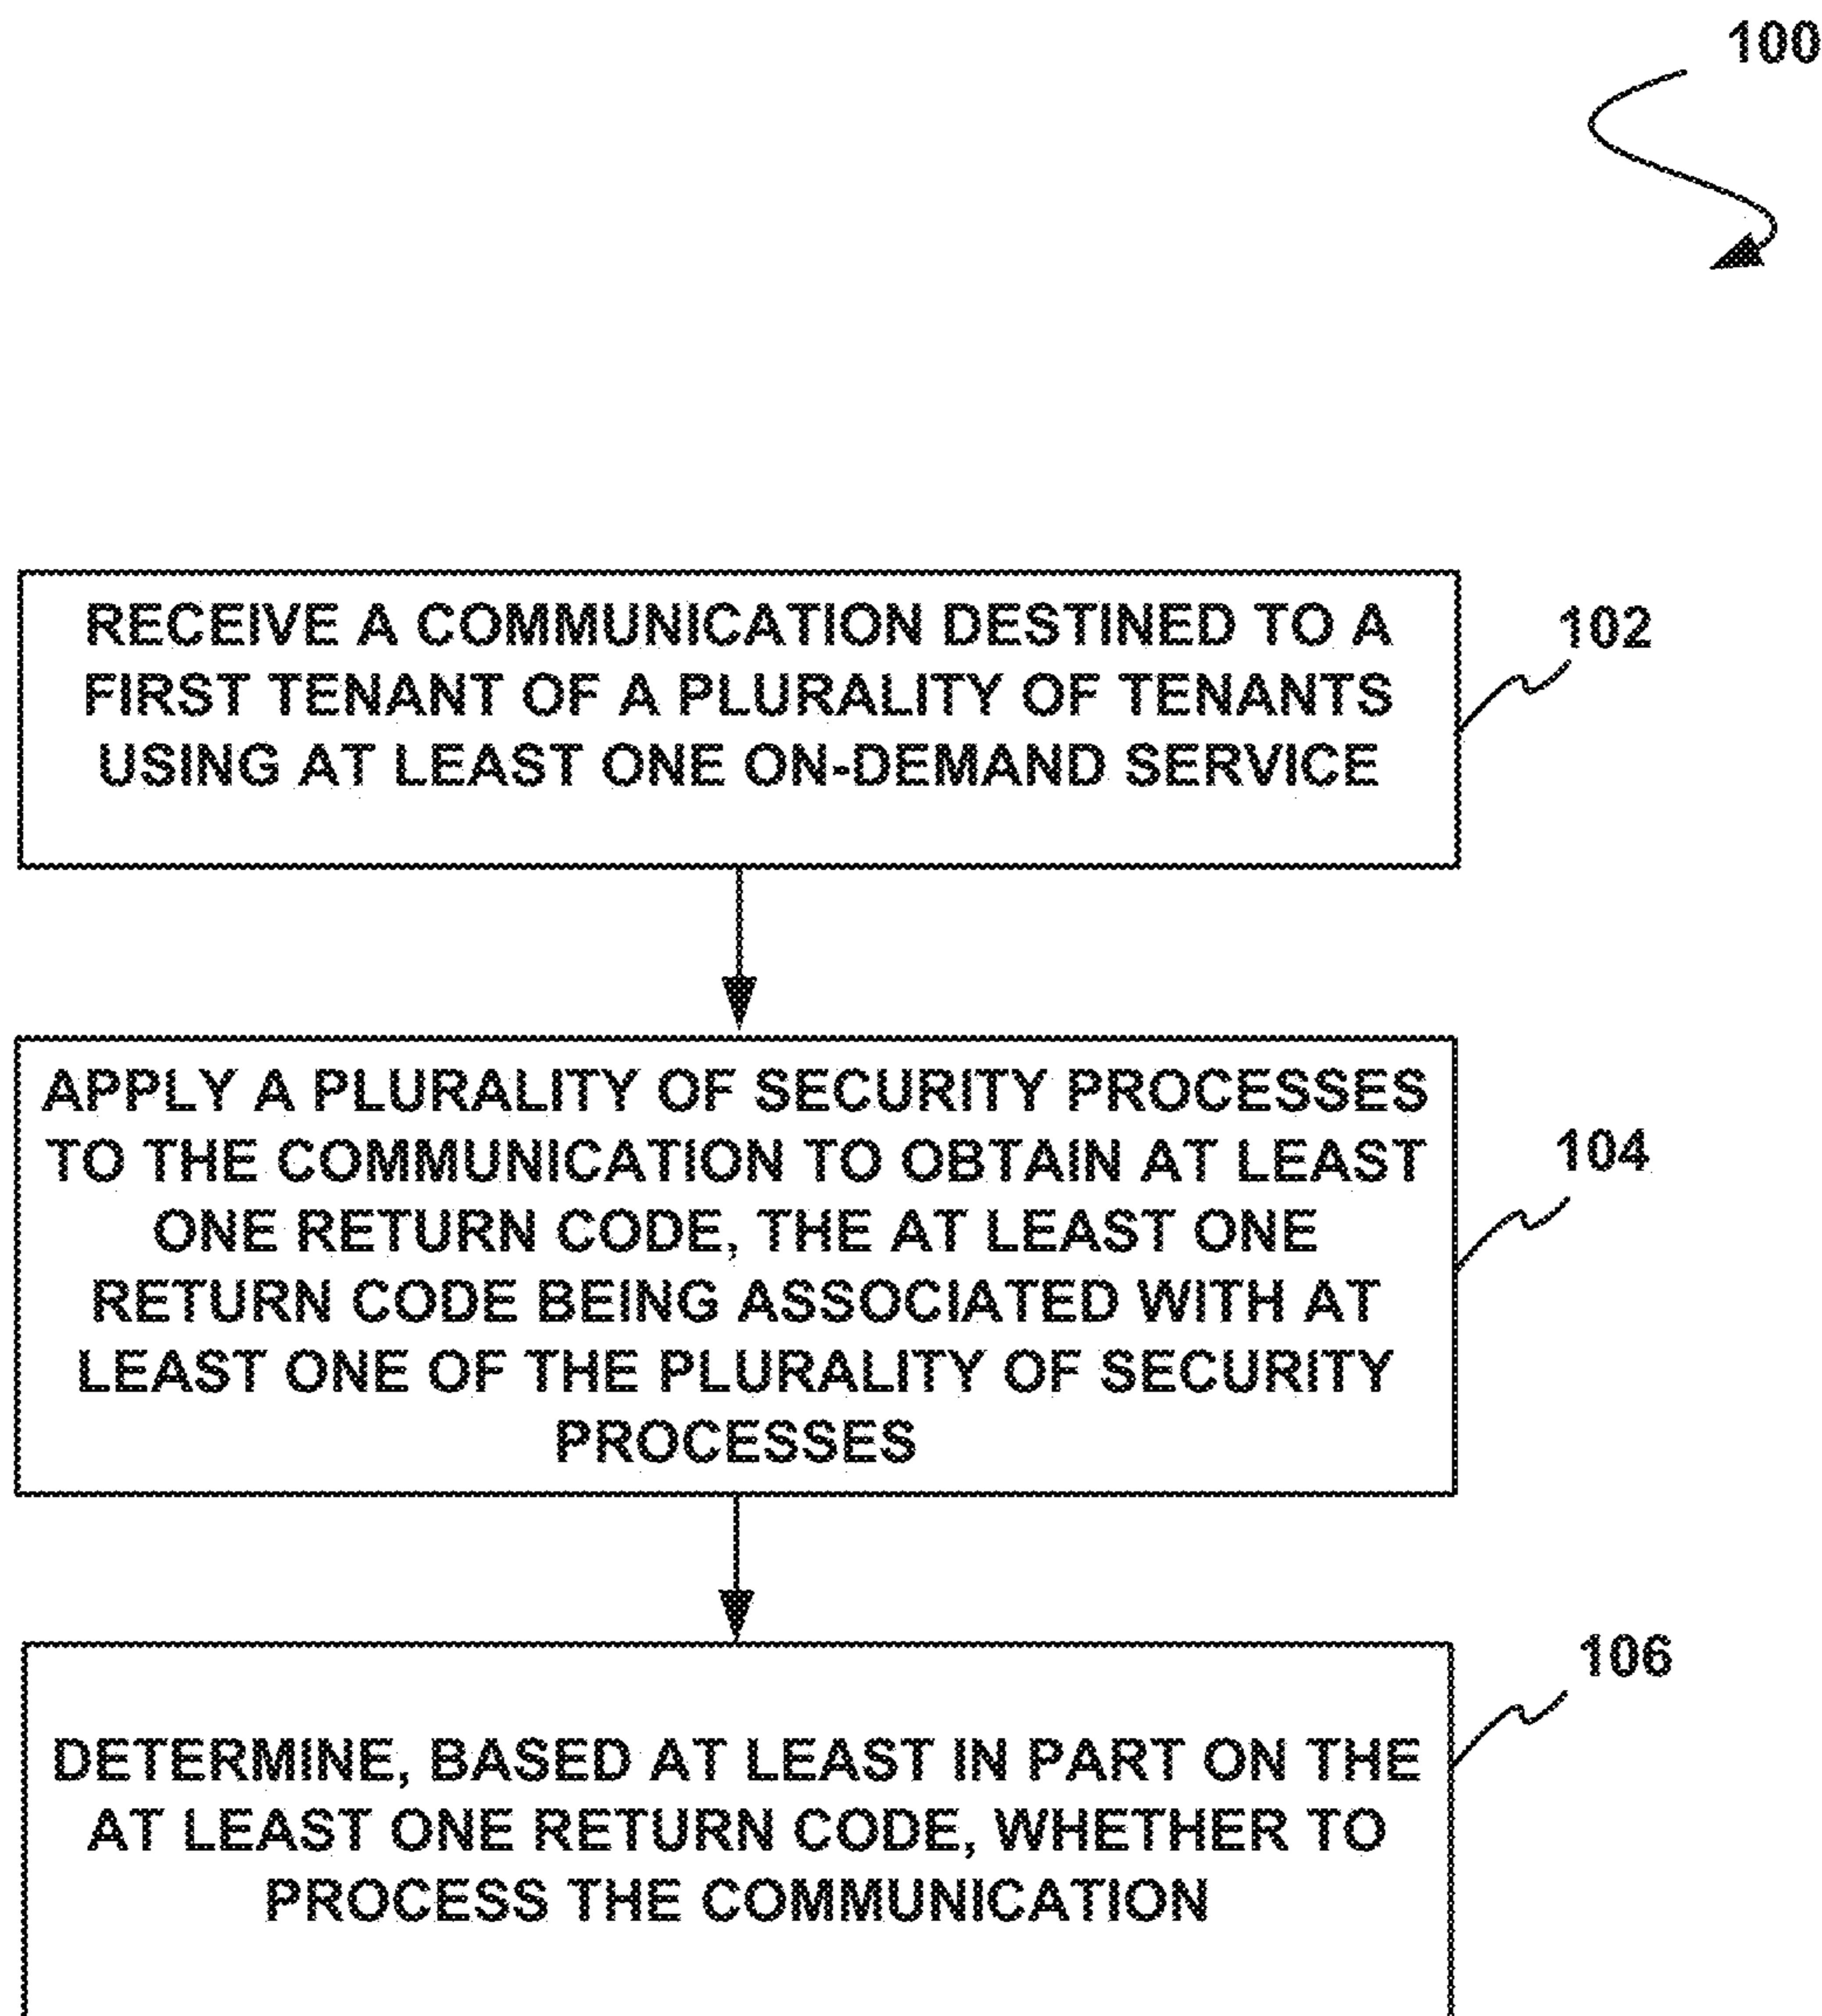 100
RECEIVE A COMMUNICATION DESTINED TO A
FIRST TENANT OF A PLURALITY OF TENANTS
USING AT LEAST ONE ON-DEMAND SERVICE
102
APPLY A PLURALITY OF SECURITY PROCESSES
TO THE COMMUNICATION TO OBTAIN AT LEAST
ONE RETURN CODE, THE AT LEAST ONE
RETURN CODE BEING ASSOCIATED WITH AT
LEAST ONE OF THE PLURALITY OF SECURITY
PROCESSES
104
DETERMINE, BASED AT LEAST IN PART ON THE
AT LEAST ONE RETURN CODE, WHETHER TO
PROCESS THE COMMUNICATION
106